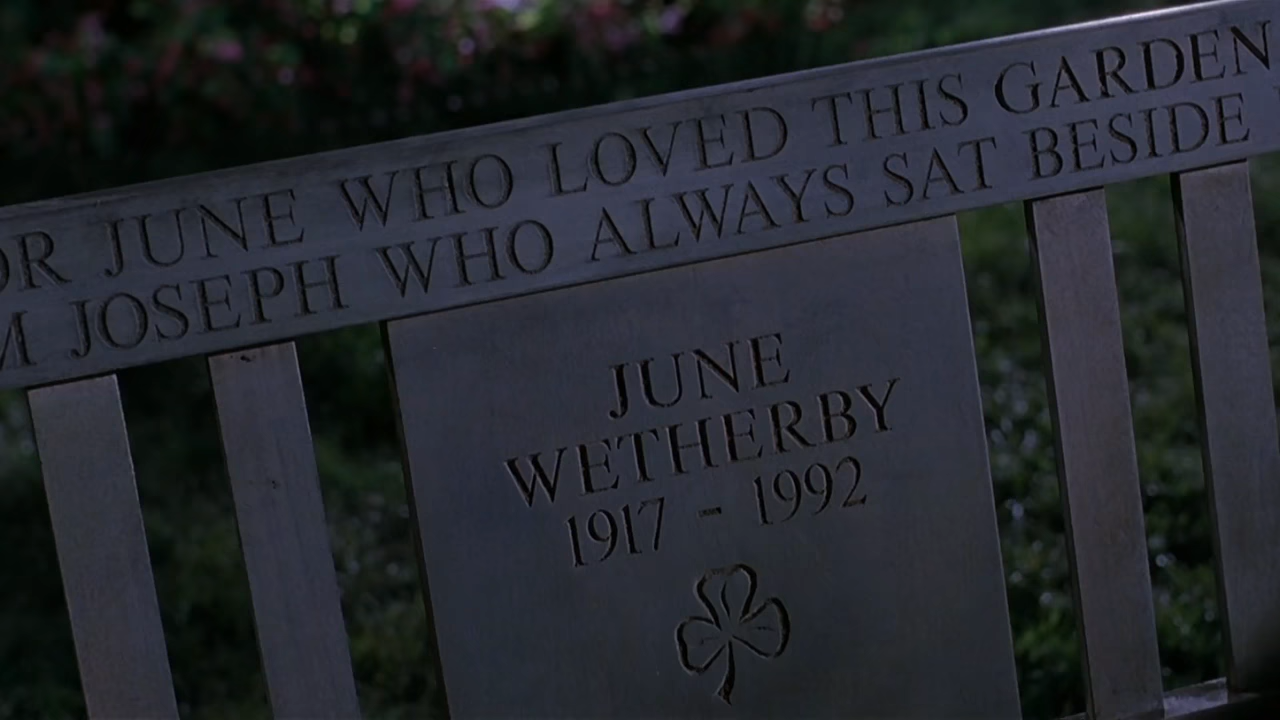 OR JUNE WHO LOVED THIS GARDEN
M JOSEPH WHO ALWAYS SAT BESIDE
JUNE
WETHERBY
1917 - 1992